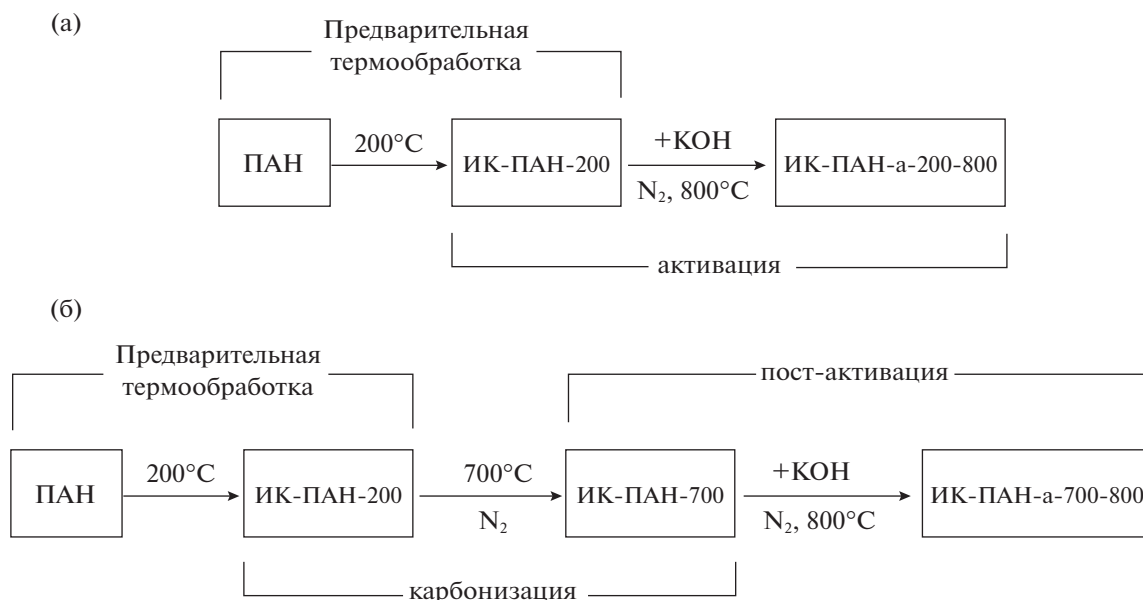 (а)
Предварительная
термообработка
ПАН
200°C
ИК-ПАН-200
+KOH
N₂, 800°C
ИК-ПАН-а-200-800
активация
(б)
Предварительная
термообработка
пост-активация
ПАН
200°C
ИК-ПАН-200
700°C
N₂
ИК-ПАН-700
+KOH
N₂, 800°C
ИК-ПАН-а-700-800
карбонизация